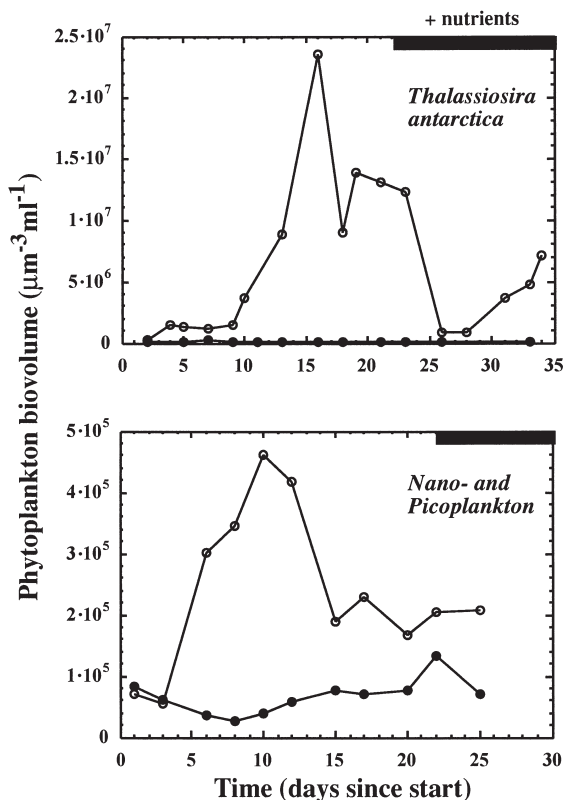 + nutrients
2.5·10⁷
2·10⁷
1.5·10⁷
1·10⁷
5·10⁶
0
Thalassiosira
antarctica
0 5 10 15 20 25 30 35
Phytoplankton biovolume (µm⁻³ml⁻¹)
5·10⁵
4·10⁵
3·10⁵
2·10⁵
1·10⁵
0
Nano- and
Picoplankton
0 5 10 15 20 25 30
Time (days since start)